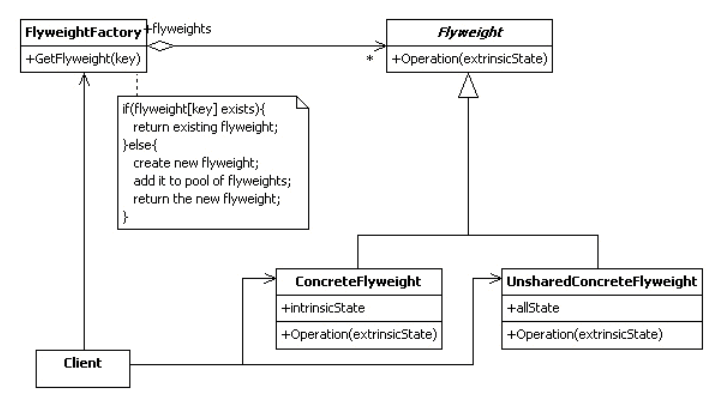 FlyweightFactory
+GetFlyweight(key)
+flyweights
*
Flyweight
+Operation(extrinsicState)
if(flyweight[key] exists){
return existing flyweight;
}else{
create new flyweight;
add it to pool of flyweights;
return the new flyweight;
}
ConcreteFlyweight
+intrinsicState
+Operation(extrinsicState)
UnsharedConcreteFlyweight
+allState
+Operation(extrinsicState)
Client